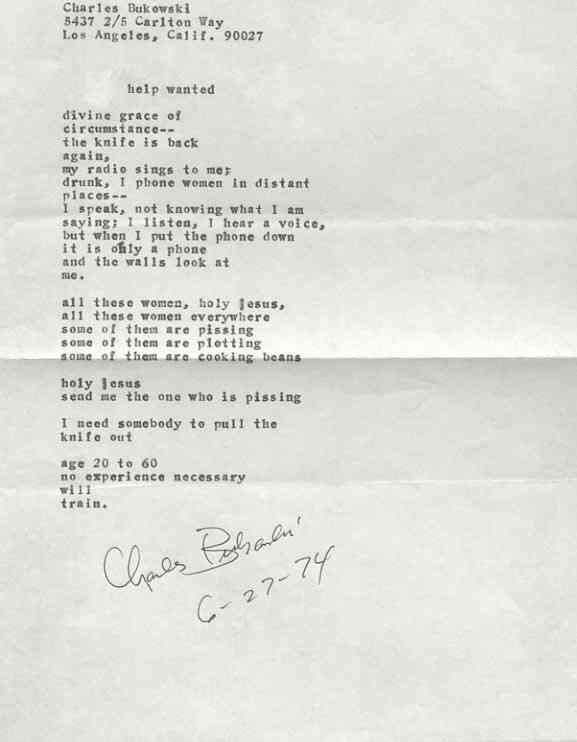 Charles Bukowski
5437 2/5 Carlton Way
Los Angeles, Calif. 90027
help wanted
divine grace of
circumstance--
the knife is back
again,
my radio sings to me;
drunk, I phone women in distant
places--
I speak, not knowing what I am
saying; I listen, I hear a voice,
but when I put the phone down
it is only a phone
and the walls look at
me.
all these women, holy Jesus,
all these women everywhere
some of them are pissing
some of them are plotting
some of them are cooking beans
holy Jesus
send me the one who is pissing
I need somebody to pull the
knife out
age 20 to 60
no experience necessary
will
train.
Charles Bukowski
6-27-74